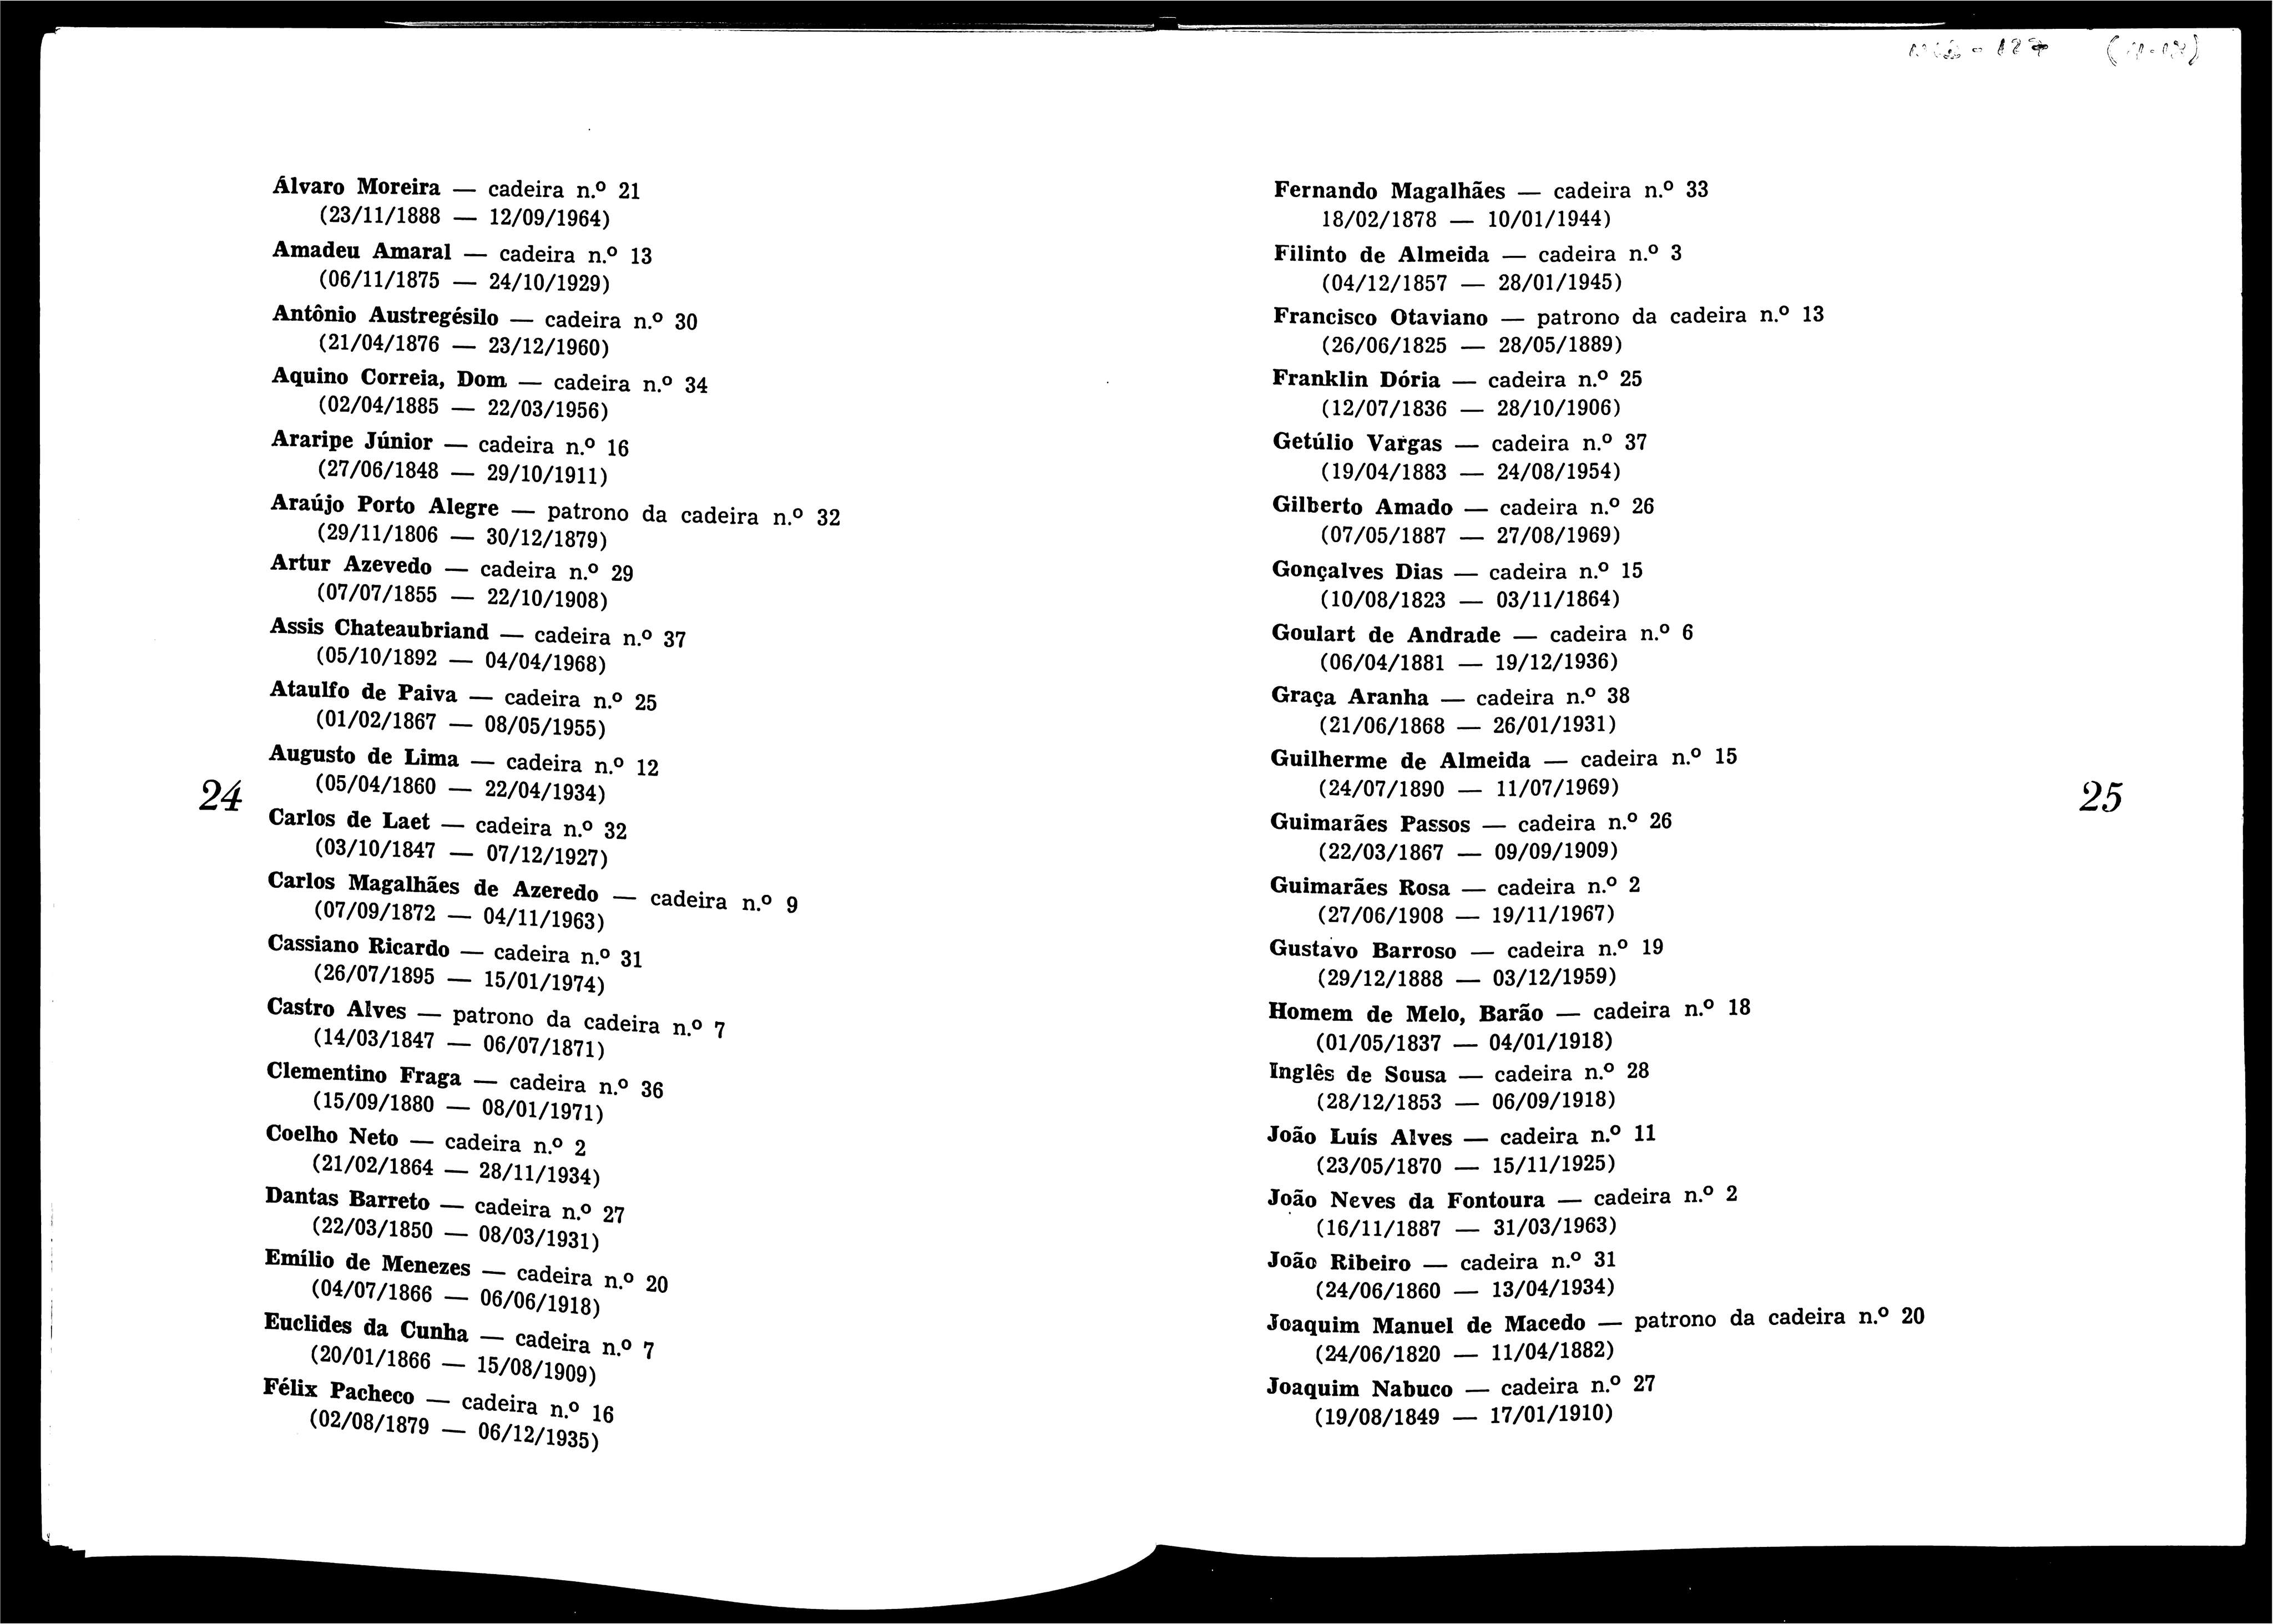 Álvaro Moreira — cadeira n.º 21
(23/11/1888 — 12/09/1964)
Amadeu Amaral — cadeira n.º 13
(06/11/1875 — 24/10/1929)
Antônio Austregésilo — cadeira n.º 30
(21/04/1876 — 23/12/1960)
Aquino Correia, Dom — cadeira n.º 34
(02/04/1885 — 22/03/1956)
Araripe Júnior — cadeira n.º 16
(27/06/1848 — 29/10/1911)
Araújo Porto Alegre — patrono da cadeira n.º 32
(29/11/1806 — 30/12/1879)
Artur Azevedo — cadeira n.º 29
(07/07/1855 — 22/10/1908)
Assis Chateaubriand — cadeira n.º 37
(05/10/1892 — 04/04/1968)
Ataulfo de Paiva — cadeira n.º 25
(01/02/1867 — 08/05/1955)
Augusto de Lima — cadeira n.º 12
(05/04/1860 — 22/04/1934)
24
Carlos de Laet — cadeira n.º 32
(03/10/1847 — 07/12/1927)
Carlos Magalhães de Azeredo — cadeira n.º 9
(07/09/1872 — 04/11/1963)
Cassiano Ricardo — cadeira n.º 31
(26/07/1895 — 15/01/1974)
Castro Alves — patrono da cadeira n.º 7
(14/03/1847 — 06/07/1871)
Clementino Fraga — cadeira n.º 36
(15/09/1880 — 08/01/1971)
Coelho Neto — cadeira n.º 2
(21/02/1864 — 28/11/1934)
Dantas Barreto — cadeira n.º 27
(22/03/1850 — 08/03/1931)
Emílio de Menezes — cadeira n.º 20
(04/07/1866 — 06/06/1918)
Euclides da Cunha — cadeira n.º 7
(20/01/1866 — 15/08/1909)
Félix Pacheco — cadeira n.º 16
(02/08/1879 — 06/12/1935)
Fernando Magalhães — cadeira n.º 33
18/02/1878 — 10/01/1944)
Filinto de Almeida — cadeira n.º 3
(04/12/1857 — 28/01/1945)
Francisco Otaviano — patrono da cadeira n.º 13
(26/06/1825 — 28/05/1889)
Franklin Dória — cadeira n.º 25
(12/07/1836 — 28/10/1906)
Getúlio Vargas — cadeira n.º 37
(19/04/1883 — 24/08/1954)
Gilberto Amado — cadeira n.º 26
(07/05/1887 — 27/08/1969)
Gonçalves Dias — cadeira n.º 15
(10/08/1823 — 03/11/1864)
Goulart de Andrade — cadeira n.º 6
(06/04/1881 — 19/12/1936)
Graça Aranha — cadeira n.º 38
(21/06/1868 — 26/01/1931)
Guilherme de Almeida — cadeira n.º 15
(24/07/1890 — 11/07/1969)
25
Guimarães Passos — cadeira n.º 26
(22/03/1867 — 09/09/1909)
Guimarães Rosa — cadeira n.º 2
(27/06/1908 — 19/11/1967)
Gustavo Barroso — cadeira n.º 19
(29/12/1888 — 03/12/1959)
Homem de Melo, Barão — cadeira n.º 18
(01/05/1837 — 04/01/1918)
Inglês de Sousa — cadeira n.º 28
(28/12/1853 — 06/09/1918)
João Luís Alves — cadeira n.º 11
(23/05/1870 — 15/11/1925)
João Neves da Fontoura — cadeira n.º 2
(16/11/1887 — 31/03/1963)
João Ribeiro — cadeira n.º 31
(24/06/1860 — 13/04/1934)
Joaquim Manuel de Macedo — patrono da cadeira n.º 20
(24/06/1820 — 11/04/1882)
Joaquim Nabuco — cadeira n.º 27
(19/08/1849 — 17/01/1910)